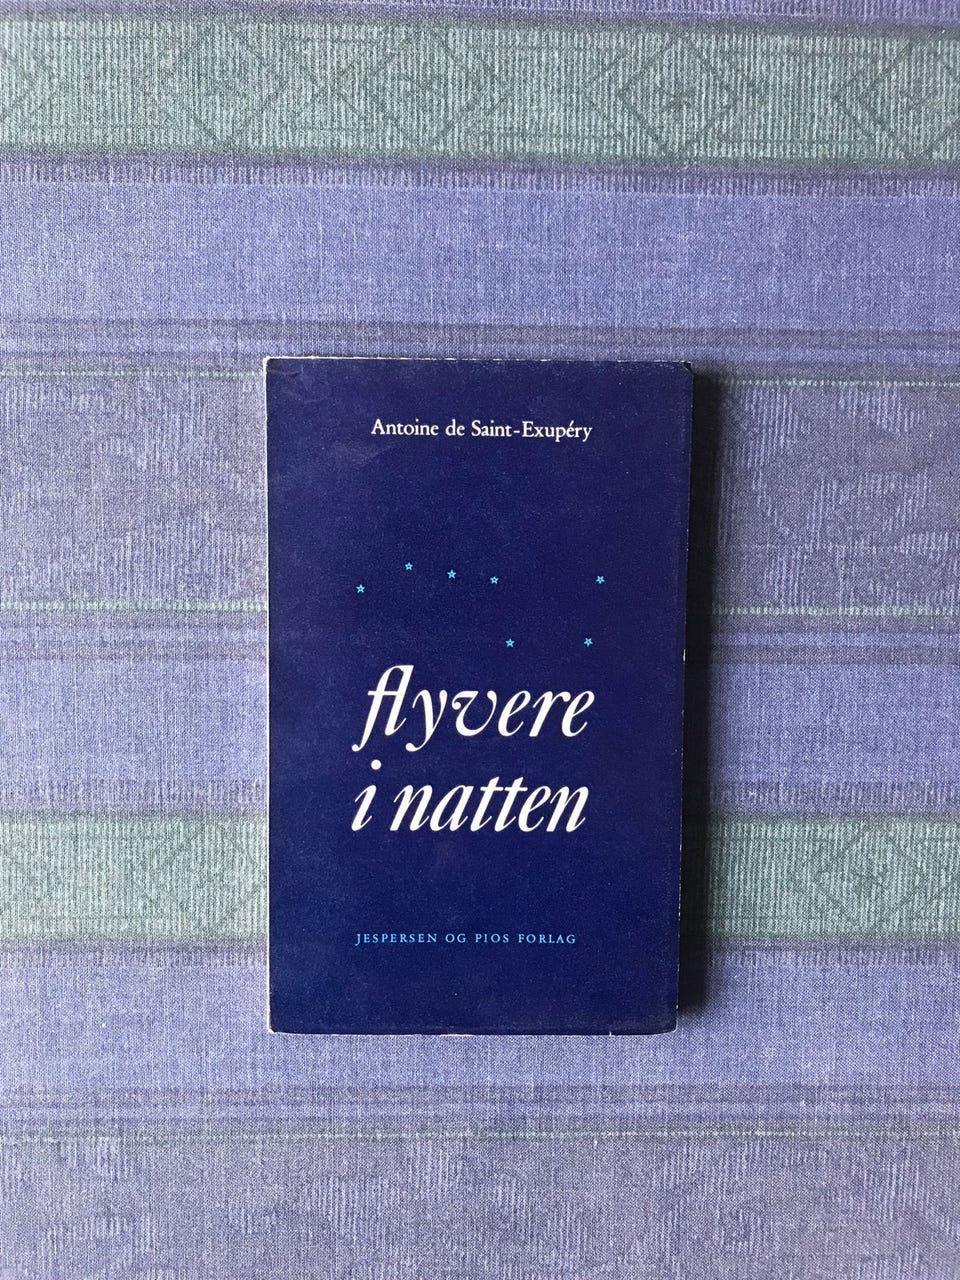 Antoine de Saint-Exupéry
flyvere
i natten
JESPERSEN OG PIOS FORLAG